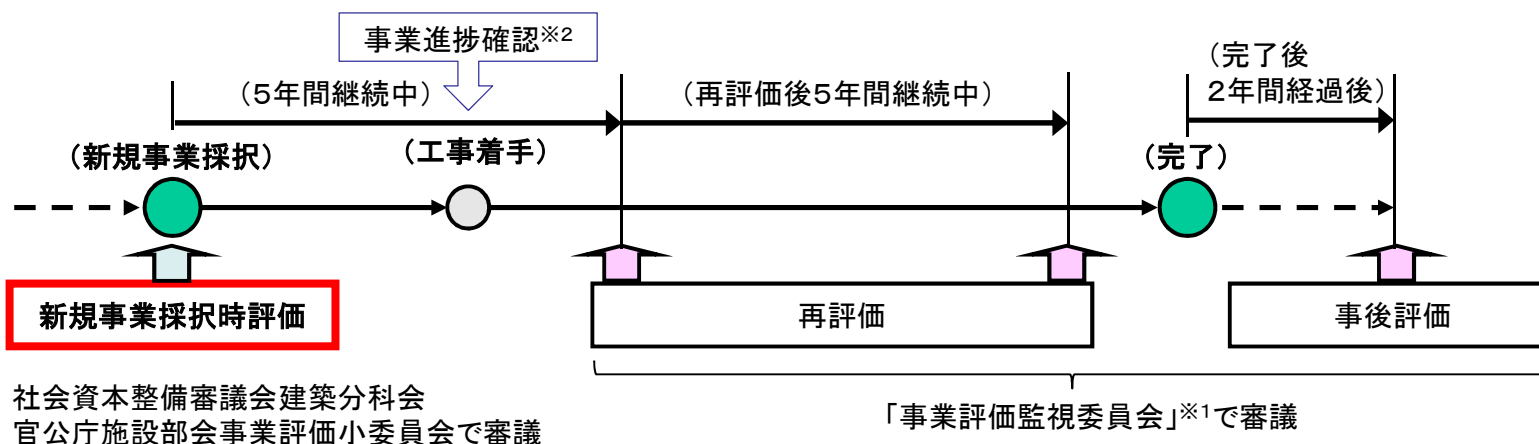 事業進捗確認※2
(完了後
2年間経過後)
(5年間継続中)
(再評価後5年間継続中)
(新規事業採択)
(工事着手)
(完了)
新規事業採択時評価
再評価
事後評価
社会資本整備審議会建築分科会
官公庁施設部会事業評価小委員会で審議
「事業評価監視委員会」※1で審議